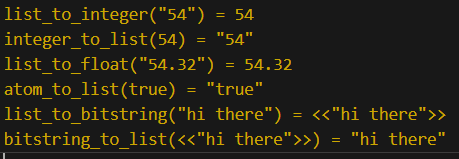 list_to_integer("54") = 54
integer_to_list(54) = "54"
list_to_float("54.32") = 54.32
atom_to_list(true) = "true"
list_to_bitstring("hi there") = <<"hi there">>
bitstring_to_list(<<"hi there">>) = "hi there"